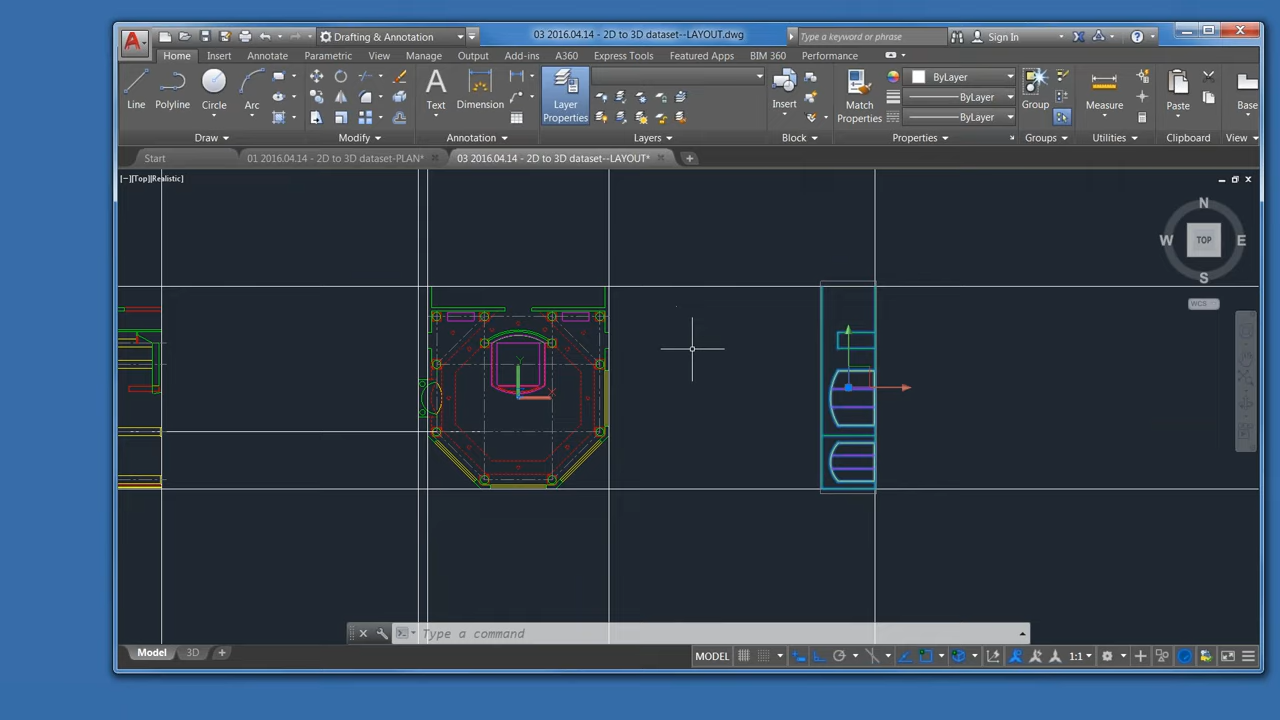 Drafting & Annotation
03 2016.04.14 - 2D to 3D dataset--LAYOUT.dwg
Type a keyword or phrase
Sign In
Home Insert Parametric View Manage Output Add-ins A360 Express Tools Featured Apps BIM 360 Performance
Line Polyline Circle Arc
Text Dimension
Layer
Properties
Insert
Match
Properties
ByLayer
ByLayer
ByLayer
Group Measure Paste Base
Draw Modify Annotation Layers Block Properties Groups Utilities Clipboard View
Start 01 2016.04.14 - 2D to 3D dataset-PLAN* 03 2016.04.14 - 2D to 3D dataset--LAYOUT*
[−][Top][Realistic]
N
W TOP E
S
WCS
Y
Type a command
Model 3D
MODEL 1:1